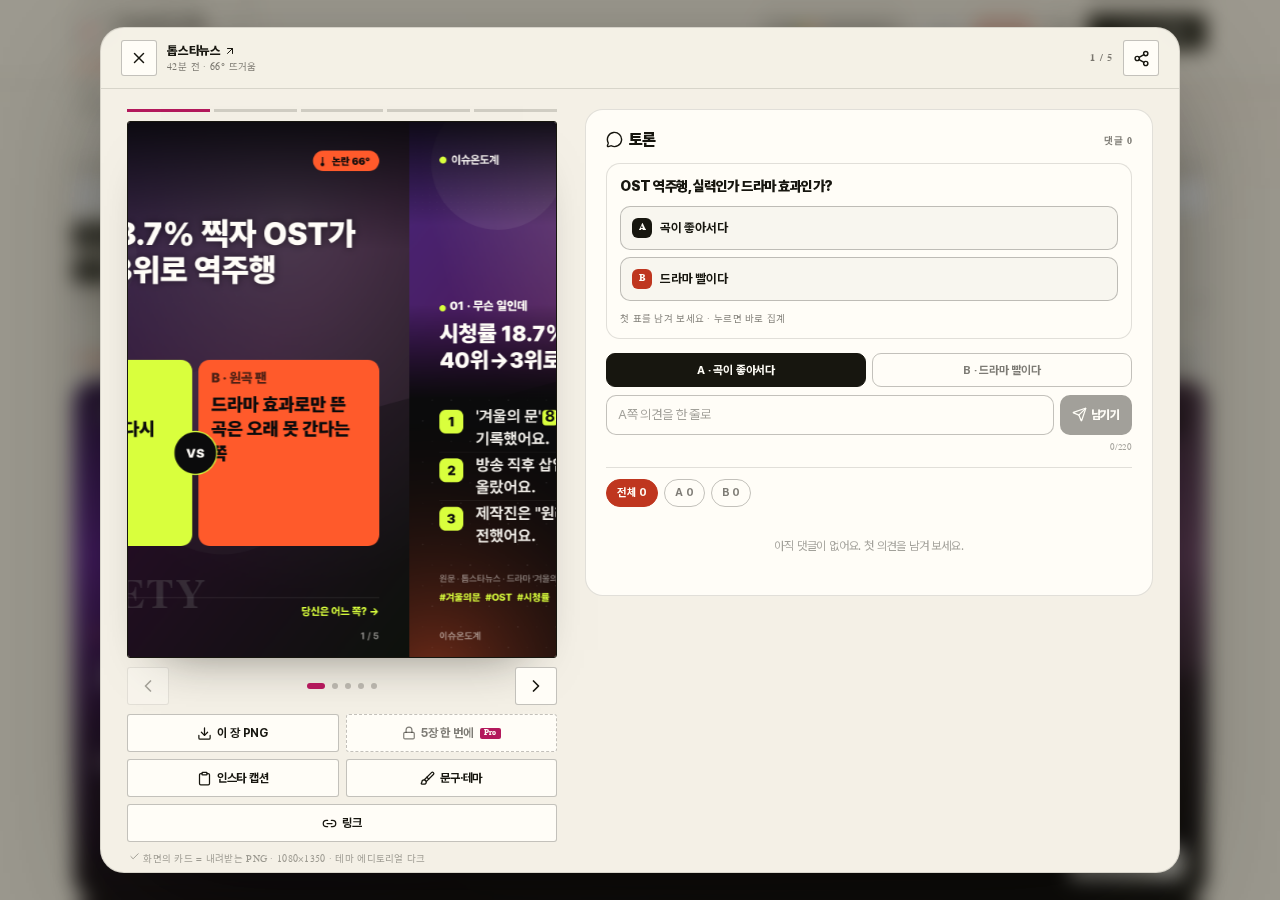 톱스타뉴스
42분 전 · 66° 뜨거움
1 / 5
논란 66°
8.7% 찍자 OST가
3위로 역주행
다시
VS
B · 원곡 팬
드라마 효과로만 뜬
곡은 오래 못 간다는
쪽
ETY
당신은 어느 쪽? →
1 / 5
이슈온도계
01 · 무슨 일인데
시청률 18.7%
40위→3위로
1 '겨울의 문' 8
기록했어요.
2 방송 직후 삽입
올랐어요.
3 제작진은 "원
전했어요.
원문 · 톱스타뉴스 · 드라마 '겨울의
#겨울의문 #OST #시청률
이슈온도계
이 장 PNG
5장 한 번에 Pro
인스타 캡션
문구·테마
링크
화면의 카드 = 내려받는 PNG · 1080×1350 · 테마 에디토리얼 다크
토론
댓글 0
OST 역주행, 실력인가 드라마 효과인가?
A 곡이 좋아서다
B 드라마 빨이다
첫 표를 남겨 보세요 · 누르면 바로 집계
A · 곡이 좋아서다
B · 드라마 빨이다
A쪽 의견을 한 줄로
남기기
0/220
전체 0
A 0
B 0
아직 댓글이 없어요. 첫 의견을 남겨 보세요.